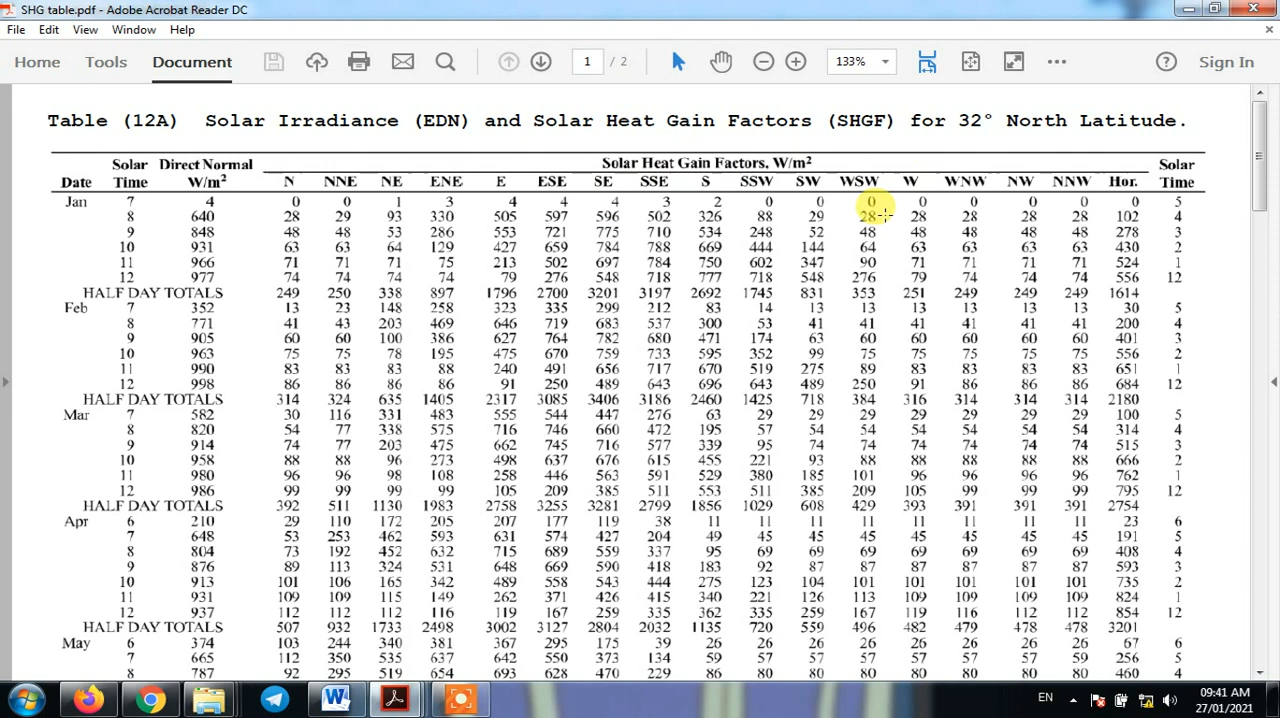 SHG table.pdf - Adobe Acrobat Reader DC
File Edit View Window Help
Home Tools Document 1 / 2 133% Sign In
Table (12A) Solar Irradiance (EDN) and Solar Heat Gain Factors (SHGF) for 32° North Latitude.
Solar Direct Normal Solar Heat Gain Factors, W/m² Solar
Date Time W/m² N NNE NE ENE E ESE SE SSE S SSW SW WSW W WNW NW NNW Hor. Time
Jan 7 4 0 0 1 3 4 4 4 3 2 0 0 0 0 0 0 0 0 5
8 640 28 29 93 330 505 597 596 502 326 88 29 28 28 28 28 28 102 4
9 848 48 48 53 286 553 721 775 710 534 248 52 48 48 48 48 48 278 3
10 931 63 63 64 129 427 659 784 788 669 444 144 64 63 63 63 63 430 2
11 966 71 71 71 75 213 502 697 784 750 602 347 90 71 71 71 71 524 1
12 977 74 74 74 74 79 276 548 718 777 718 548 276 79 74 74 74 556 12
HALF DAY TOTALS 249 250 338 897 1796 2700 3201 3197 2692 1745 831 353 251 249 249 249 1614
Feb 7 352 13 23 148 258 323 335 299 212 83 14 13 13 13 13 13 13 30 5
8 771 41 43 203 469 646 719 683 537 300 53 41 41 41 41 41 41 200 4
9 905 60 60 100 386 627 764 782 680 471 174 63 60 60 60 60 60 401 3
10 963 75 75 78 195 475 670 759 733 595 352 99 75 75 75 75 75 556 2
11 990 83 83 83 88 240 491 656 717 670 519 275 89 83 83 83 83 651 1
12 998 86 86 86 86 91 250 489 643 696 643 489 250 91 86 86 86 684 12
HALF DAY TOTALS 314 324 635 1405 2317 3085 3406 3186 2460 1425 718 384 316 314 314 314 2180
Mar 7 582 30 116 331 483 555 544 447 276 63 29 29 29 29 29 29 29 100 5
8 820 54 77 338 575 716 746 660 472 195 57 54 54 54 54 54 54 314 4
9 914 74 77 203 475 662 745 716 577 339 95 74 74 74 74 74 74 515 3
10 958 88 88 96 273 498 637 676 615 455 221 93 88 88 88 88 88 666 2
11 980 96 96 98 108 258 446 563 591 529 380 185 101 96 96 96 96 762 1
12 986 99 99 99 99 105 209 385 511 553 511 385 209 105 99 99 99 795 12
HALF DAY TOTALS 392 511 1130 1983 2758 3255 3281 2799 1856 1029 608 429 393 391 391 391 2754
Apr 6 210 29 110 172 205 207 177 119 38 11 11 11 11 11 11 11 11 23 6
7 648 53 253 462 593 631 574 427 204 49 45 45 45 45 45 45 45 191 5
8 804 73 192 452 632 715 689 559 337 95 69 69 69 69 69 69 69 408 4
9 876 89 113 324 531 648 669 590 418 183 92 87 87 87 87 87 87 593 3
10 913 101 106 165 342 489 558 543 444 275 123 104 101 101 101 101 101 735 2
11 931 109 109 115 149 262 371 426 415 340 221 126 113 109 109 109 109 824 1
12 937 112 112 112 116 119 167 259 335 362 335 259 167 119 116 112 112 854 12
HALF DAY TOTALS 507 932 1733 2498 3002 3127 2804 2032 1135 720 559 496 482 479 478 478 3201
May 6 374 103 244 340 381 367 295 175 39 26 26 26 26 26 26 26 26 67 6
7 665 112 350 535 637 642 550 373 134 59 57 57 57 57 57 57 59 256 5
8 787 92 295 519 654 693 628 470 229 86 80 80 80 80 80 80 80 460 4
EN 09:41 AM
27/01/2021